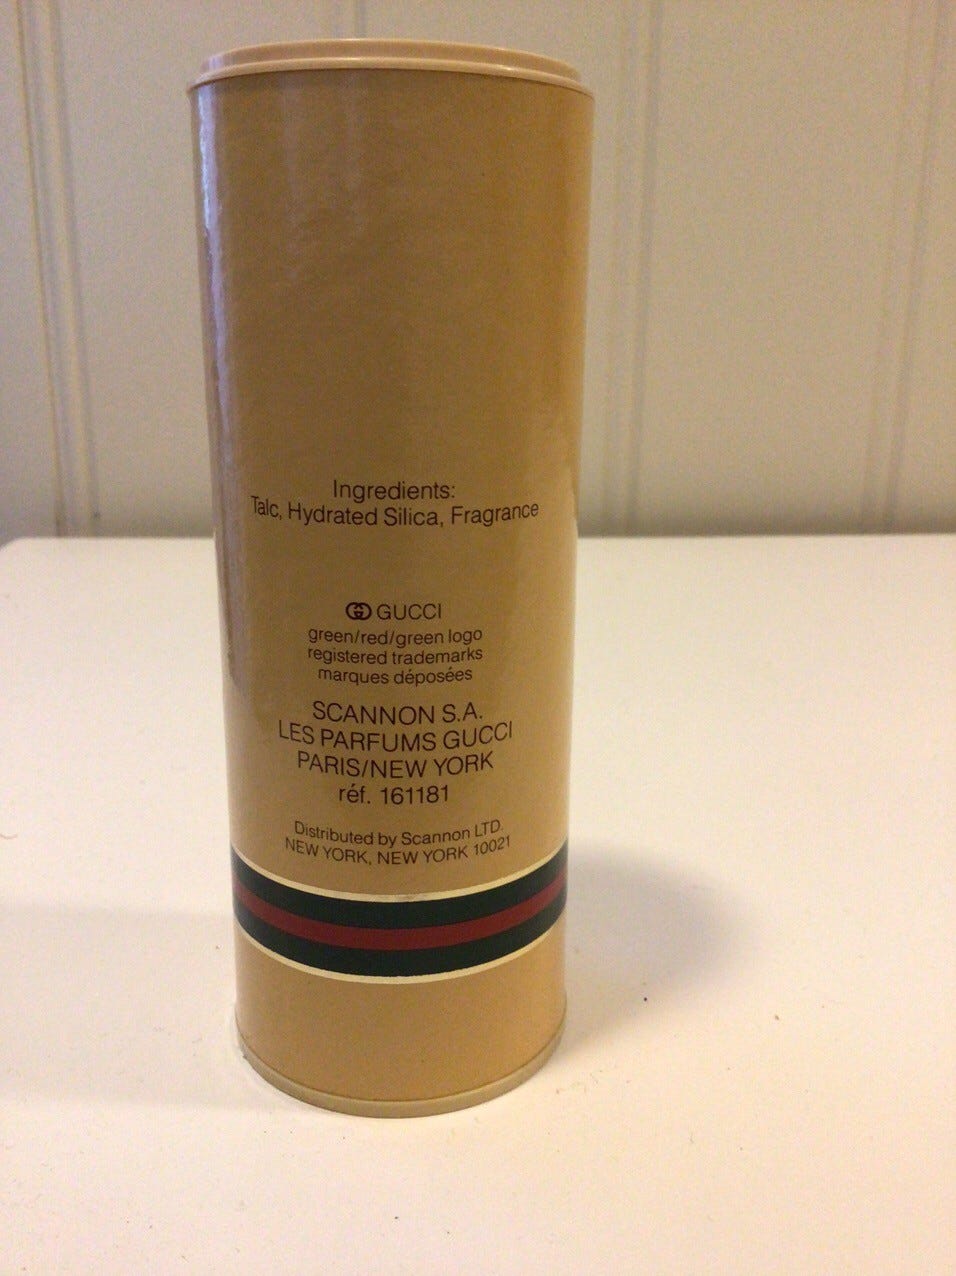 Ingredients:
Talc, Hydrated Silica, Fragrance
GUCCI
green/red/green logo
registered trademarks
marques déposées
SCANNON S.A.
LES PARFUMS GUCCI
PARIS/NEW YORK
réf. 161181
Distributed by Scannon LTD.
NEW YORK, NEW YORK 10021